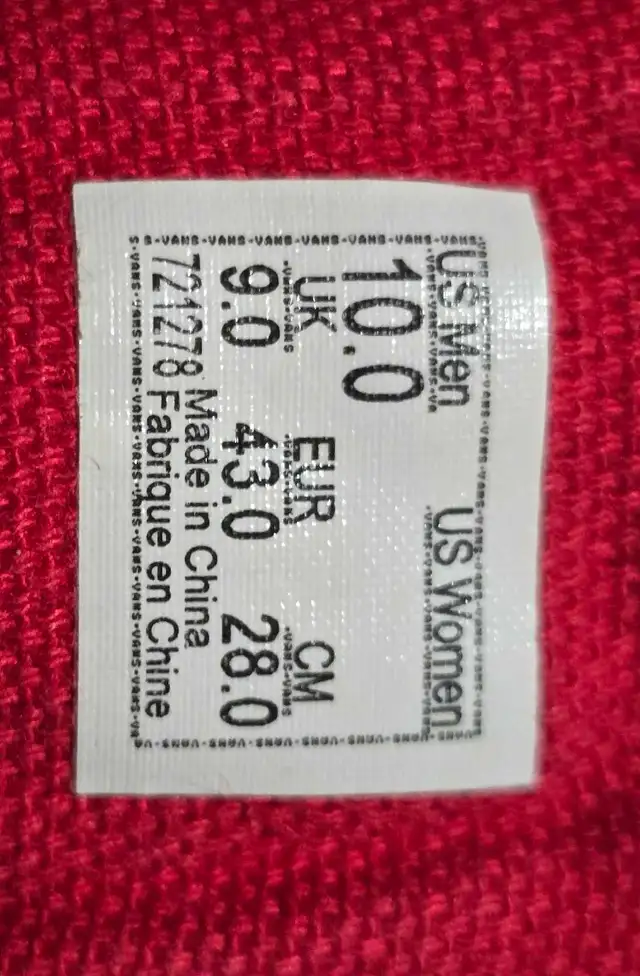 US Men US Women
10.0
UK EUR CM
9.0 43.0 28.0
Made in China
721278 Fabrique en Chine